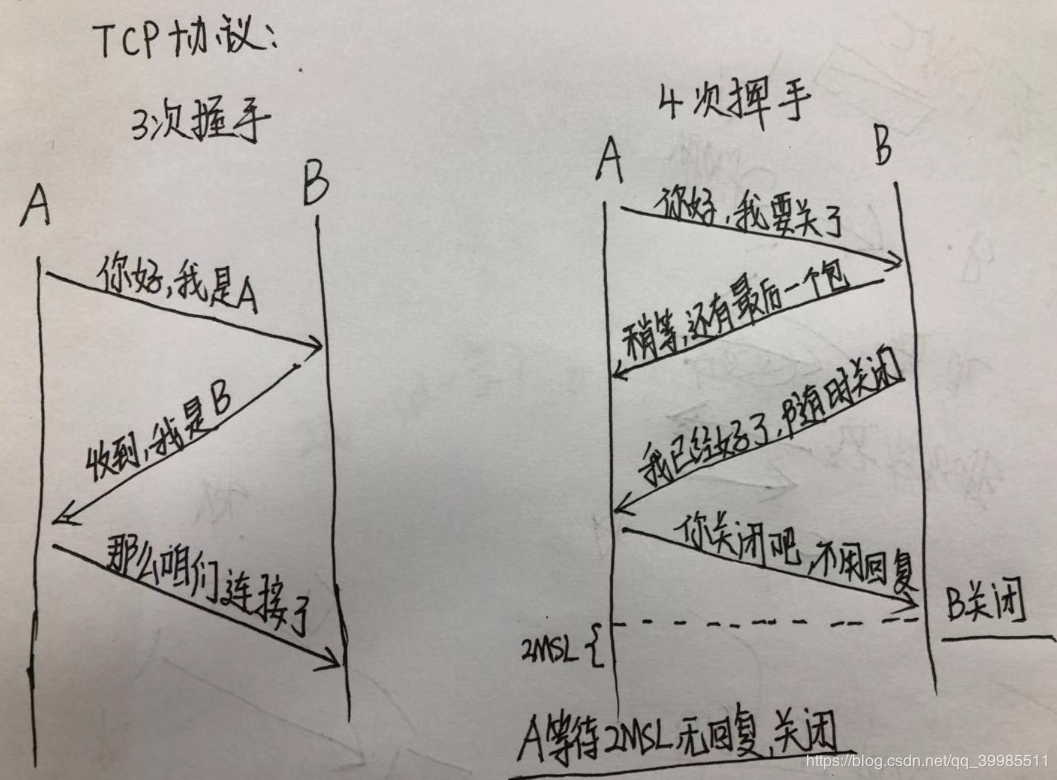 TCP协议:
3次握手
A
B
你好,我是A
收到,我是B
那么咱们连接了
4次挥手
A
B
你好,我要关了
稍等,还有最后一个包
我已经好了,随时关闭
你关闭吧,不用回复
B关闭
2MSL
A等待2MSL,无回复,关闭
https://blog.csdn.net/qq_39985511